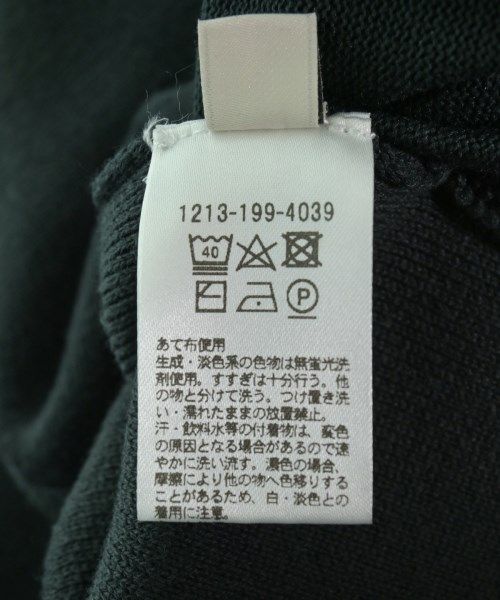 1213-199-4039
40
P
あて布使用
生成・淡色系の色物は無蛍光洗
剤使用。すすぎは十分行う。他
の物と分けて洗う。つけ置き洗
い・濡れたままの放置禁止。
汗・飲料水等の付着物は、変色
の原因となる場合があるので速
やかに洗い流す。濃色の場合、
摩擦により他の物へ色移りする
ことがあるため、白・淡色との
着用に注意。